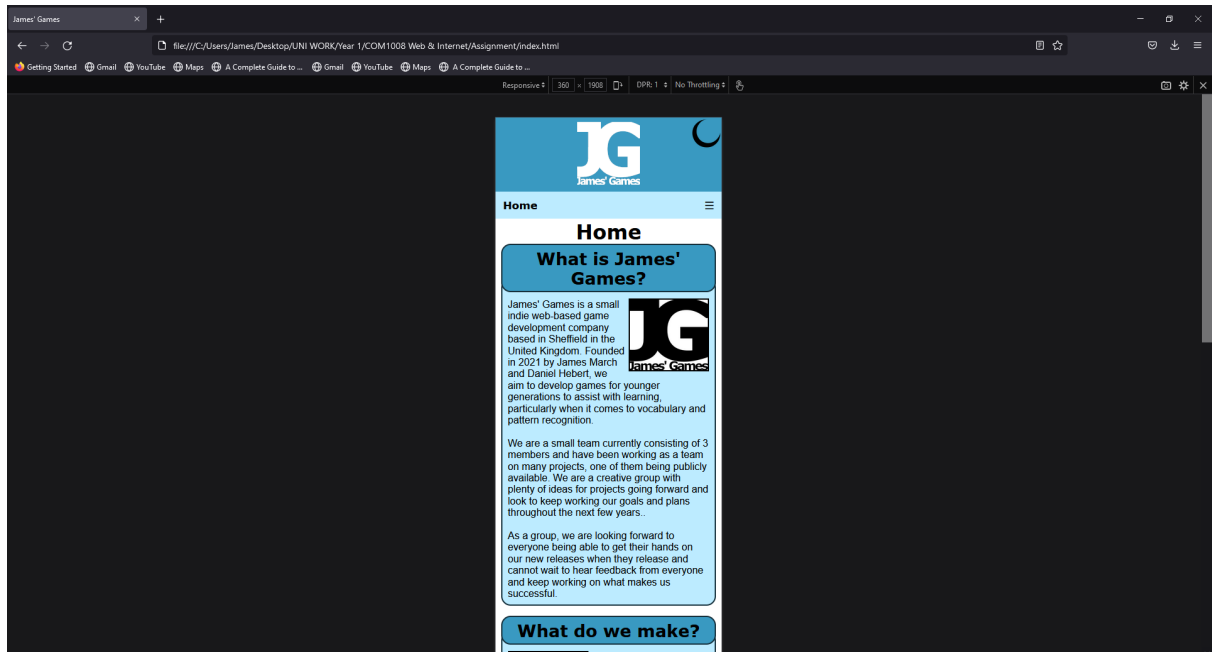 James' Games
file:///C:/Users/James/Desktop/UNI WORK/Year 1/COM1008 Web & Internet/Assignment/index.html
Getting Started Gmail YouTube Maps A Complete Guide to ... Gmail YouTube Maps A Complete Guide to ...
Responsive 360 × 1908 DPR: 1 No Throttling
JG
James' Games
Home
Home
What is James'
Games?
James' Games is a small
indie web-based game
development company
based in Sheffield in the
United Kingdom. Founded
in 2021 by James March
and Daniel Hebert, we
aim to develop games for younger
generations to assist with learning,
particularly when it comes to vocabulary and
pattern recognition.
JG
James' Games
We are a small team currently consisting of 3
members and have been working as a team
on many projects, one of them being publicly
available. We are a creative group with
plenty of ideas for projects going forward and
look to keep working our goals and plans
throughout the next few years..
As a group, we are looking forward to
everyone being able to get their hands on
our new releases when they release and
cannot wait to hear feedback from everyone
and keep working on what makes us
successful.
What do we make?